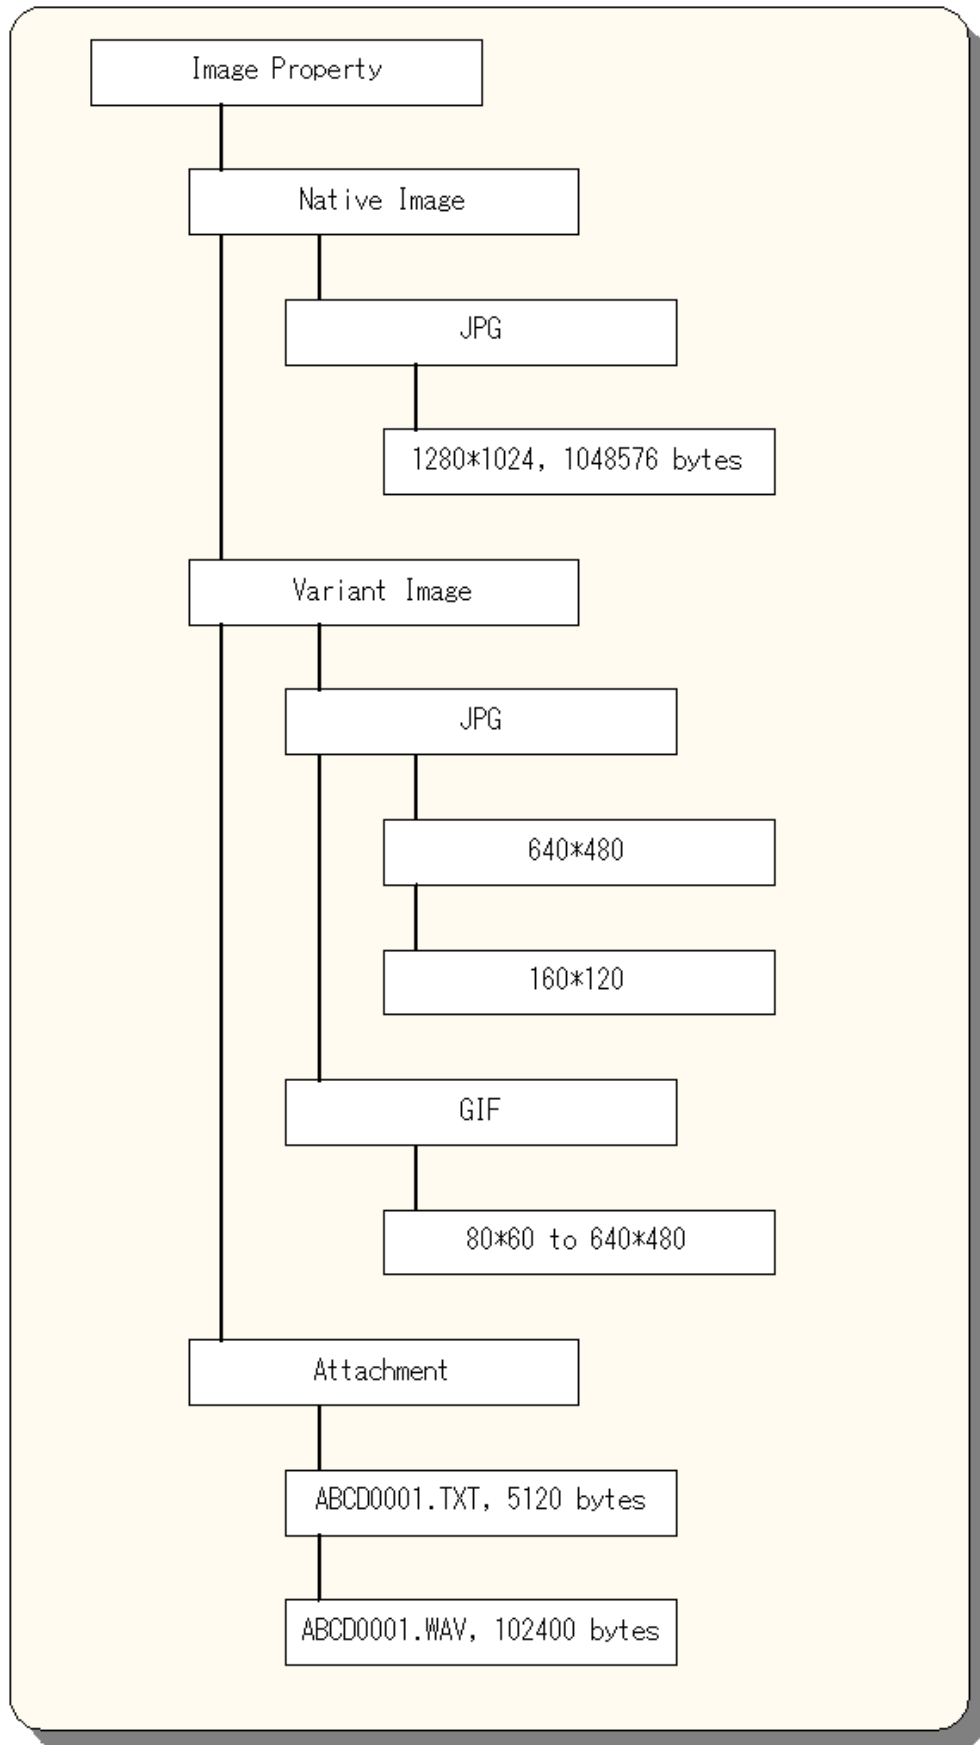 Image Property
Native Image
JPG
1280*1024, 1048576 bytes
Variant Image
JPG
640*480
160*120
GIF
80*60 to 640*480
Attachment
ABCD0001.TXT, 5120 bytes
ABCD0001.WAV, 102400 bytes